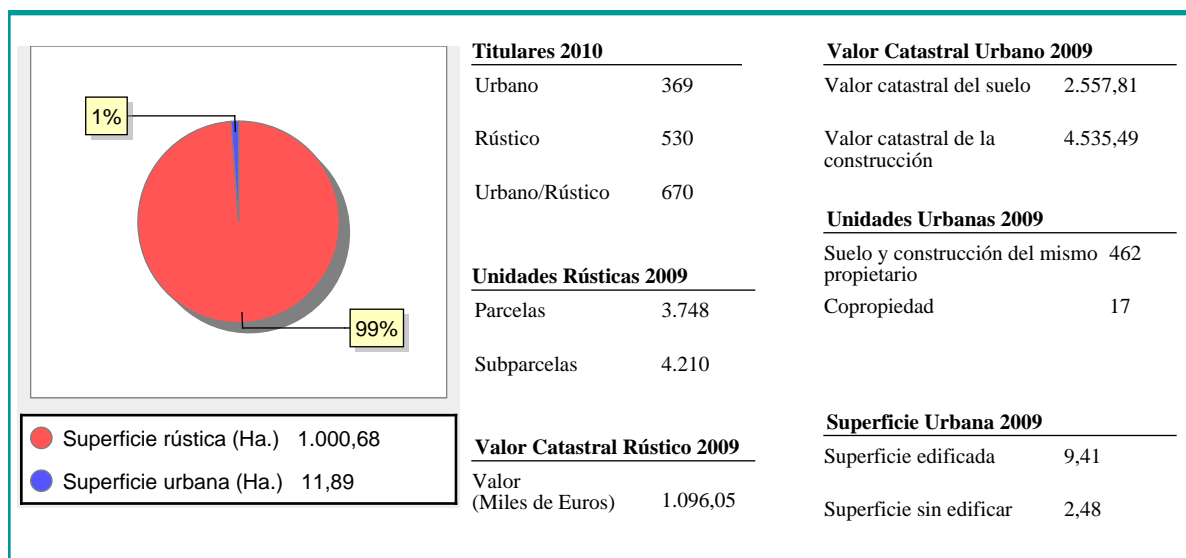 1%
99%
Superficie rústica (Ha.) 1.000,68
Superficie urbana (Ha.) 11,89
Titulares 2010
Urbano 369
Rústico 530
Urbano/Rústico 670
Unidades Rústicas 2009
Parcelas 3.748
Subparcelas 4.210
Valor Catastral Rústico 2009
Valor
(Miles de Euros) 1.096,05
Valor Catastral Urbano 2009
Valor catastral del suelo 2.557,81
Valor catastral de la 4.535,49
construcción
Unidades Urbanas 2009
Suelo y construcción del mismo 462
propietario
Copropiedad 17
Superficie Urbana 2009
Superficie edificada 9,41
Superficie sin edificar 2,48